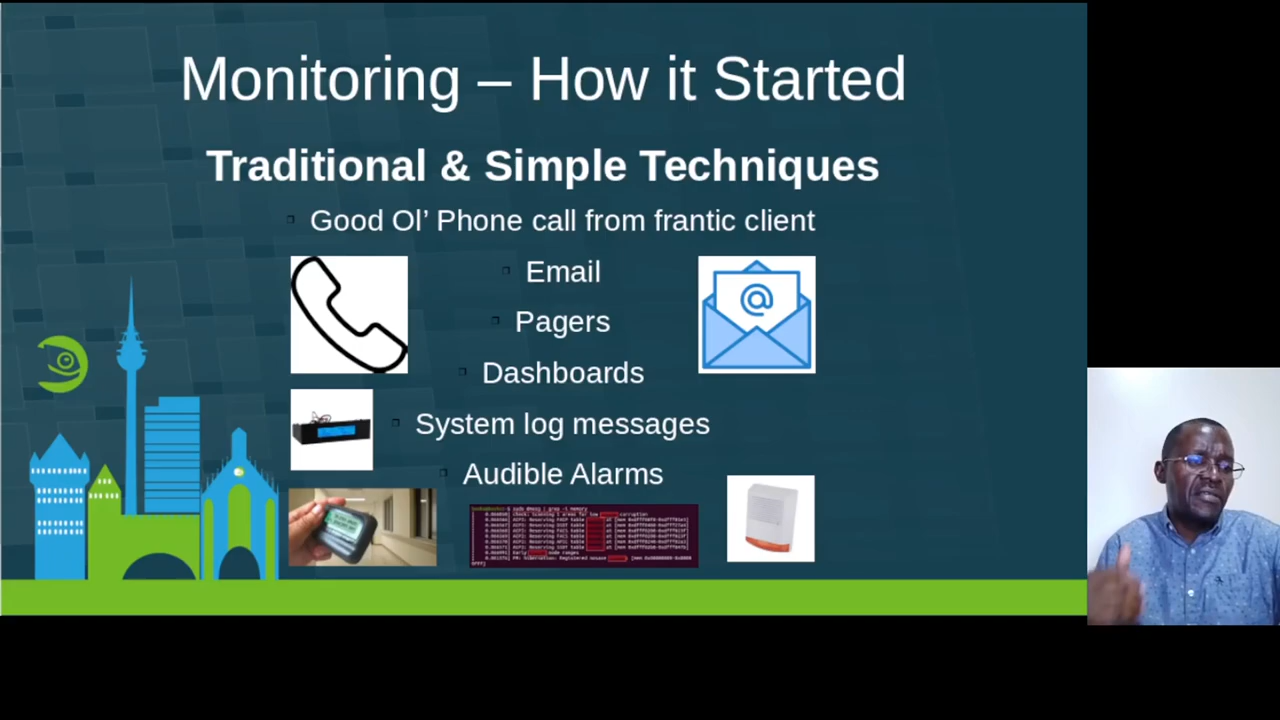 Monitoring – How it Started
Traditional & Simple Techniques
Good Ol’ Phone call from frantic client
Email
@
Pagers
Dashboards
System log messages
Audible Alarms